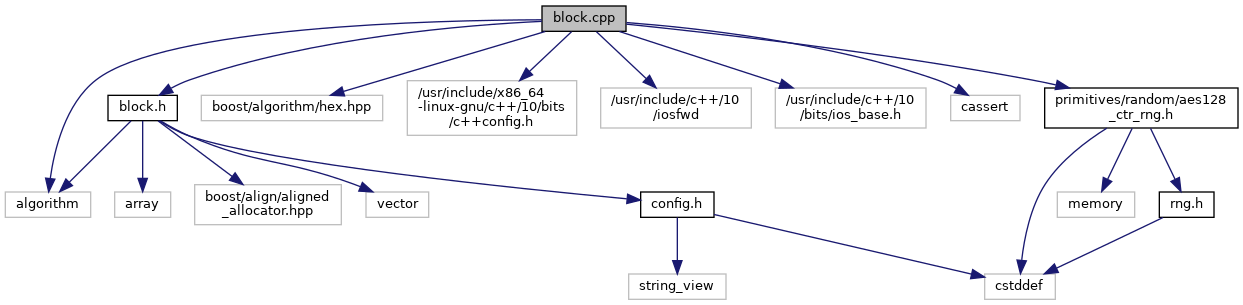 block.cpp
block.h
boost/algorithm/hex.hpp
/usr/include/x86_64
-linux-gnu/c++/10/bits
/c++config.h
/usr/include/c++/10
/iosfwd
/usr/include/c++/10
/bits/ios_base.h
cassert
primitives/random/aes128
_ctr_rng.h
algorithm
array
boost/align/aligned
_allocator.hpp
vector
config.h
memory
rng.h
string_view
cstddef